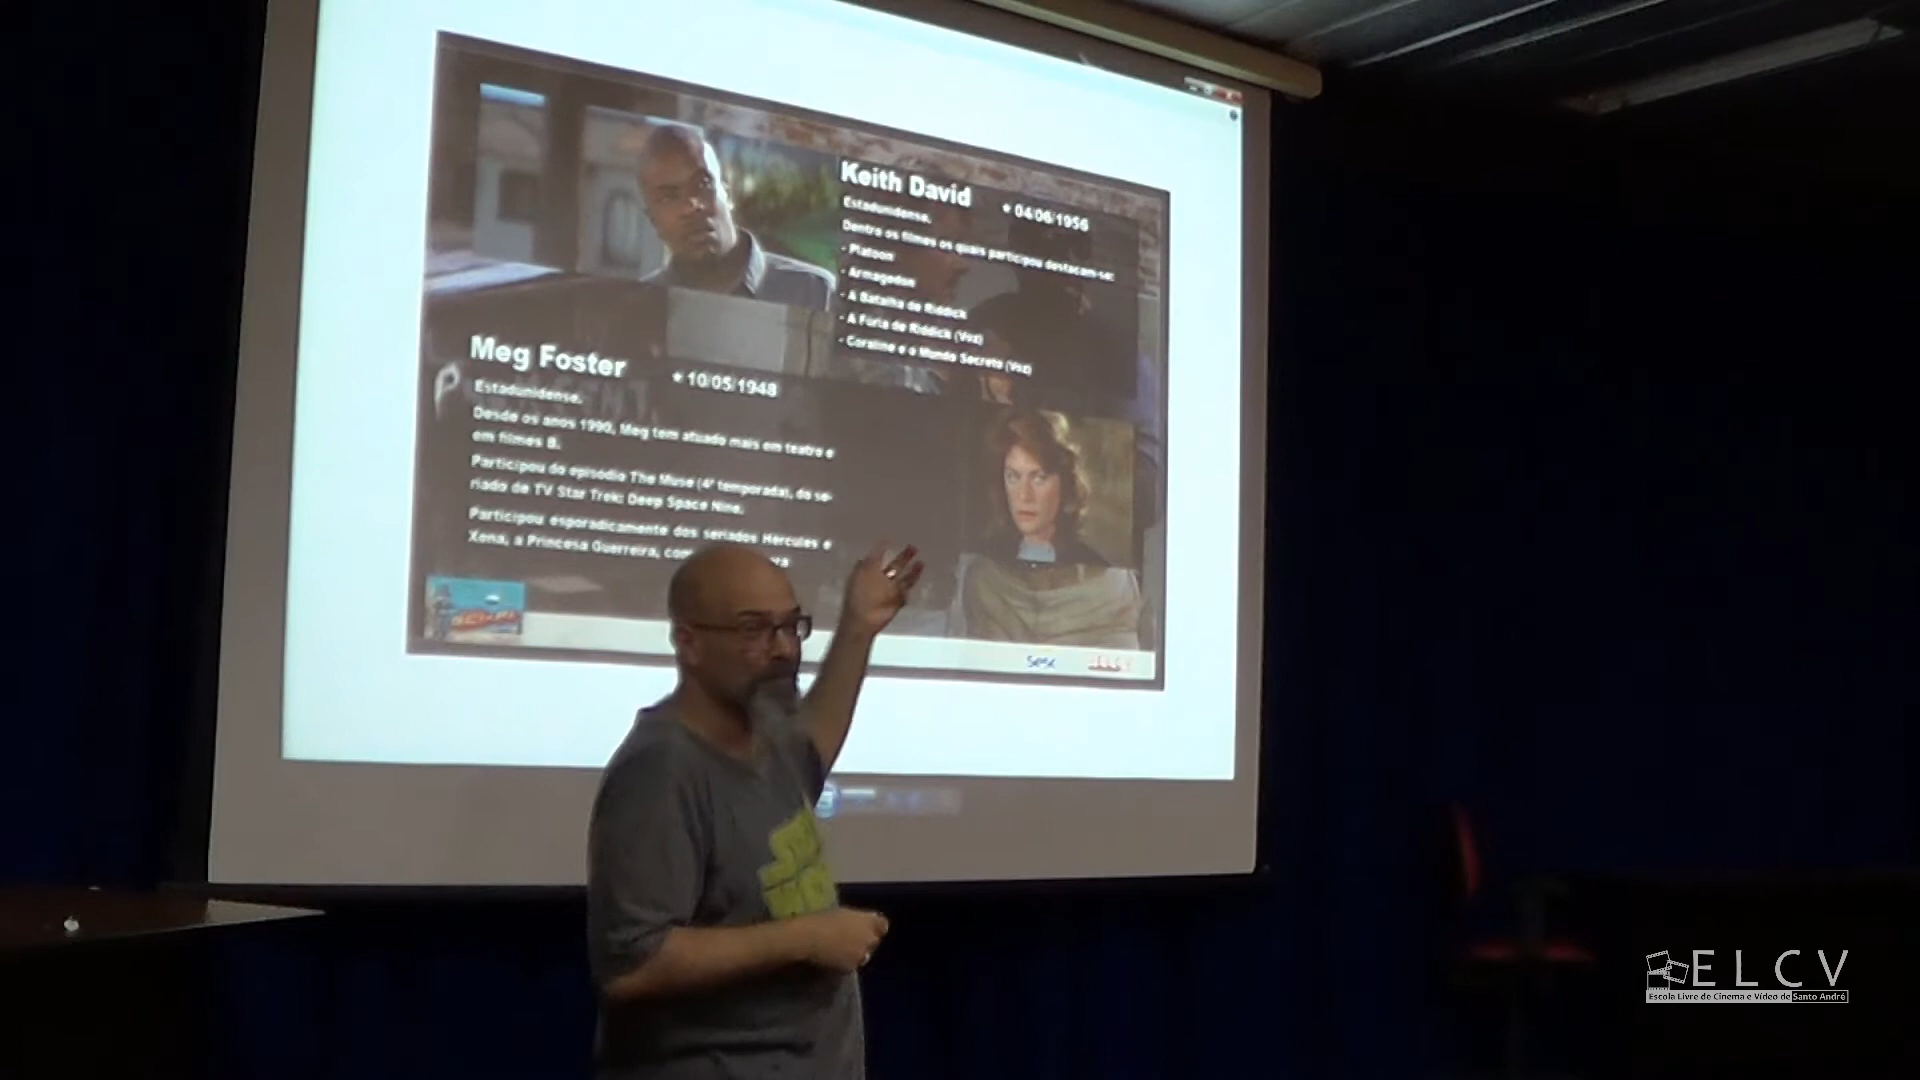 Keith David
* 04/06/1956
Estadunidense.
Dentre os filmes os quais participou destacam-se:
- Platoon
- Armagedon
- A Batalha de Riddick
- A Fúria de Riddick (Voz)
- Coraline e o Mundo Secreto (Voz)
Meg Foster
* 10/05/1948
Estadunidense.
Desde os anos 1990, Meg tem atuado mais em teatro e
em filmes B.
Participou do episódio The Muse (4ª temporada), do se-
riado de TV Star Trek: Deep Space Nine.
Participou esporadicamente dos seriados Hercules e
Xena, a Princesa Guerreira,
Sesc
ELCV
ELCV
Escola Livre de Cinema e Vídeo de Santo André